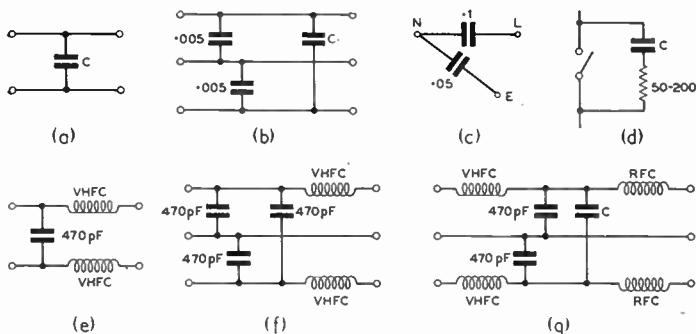 C
(a)
·005
·005
C
(b)
N
·1
L
·05
E
(c)
C
50-200
(d)
VHFC
470pF
VHFC
(e)
VHFC
470pF
470pF
470pF
VHFC
(f)
VHFC
RFC
470pF
C
470pF
VHFC
RFC
(g)